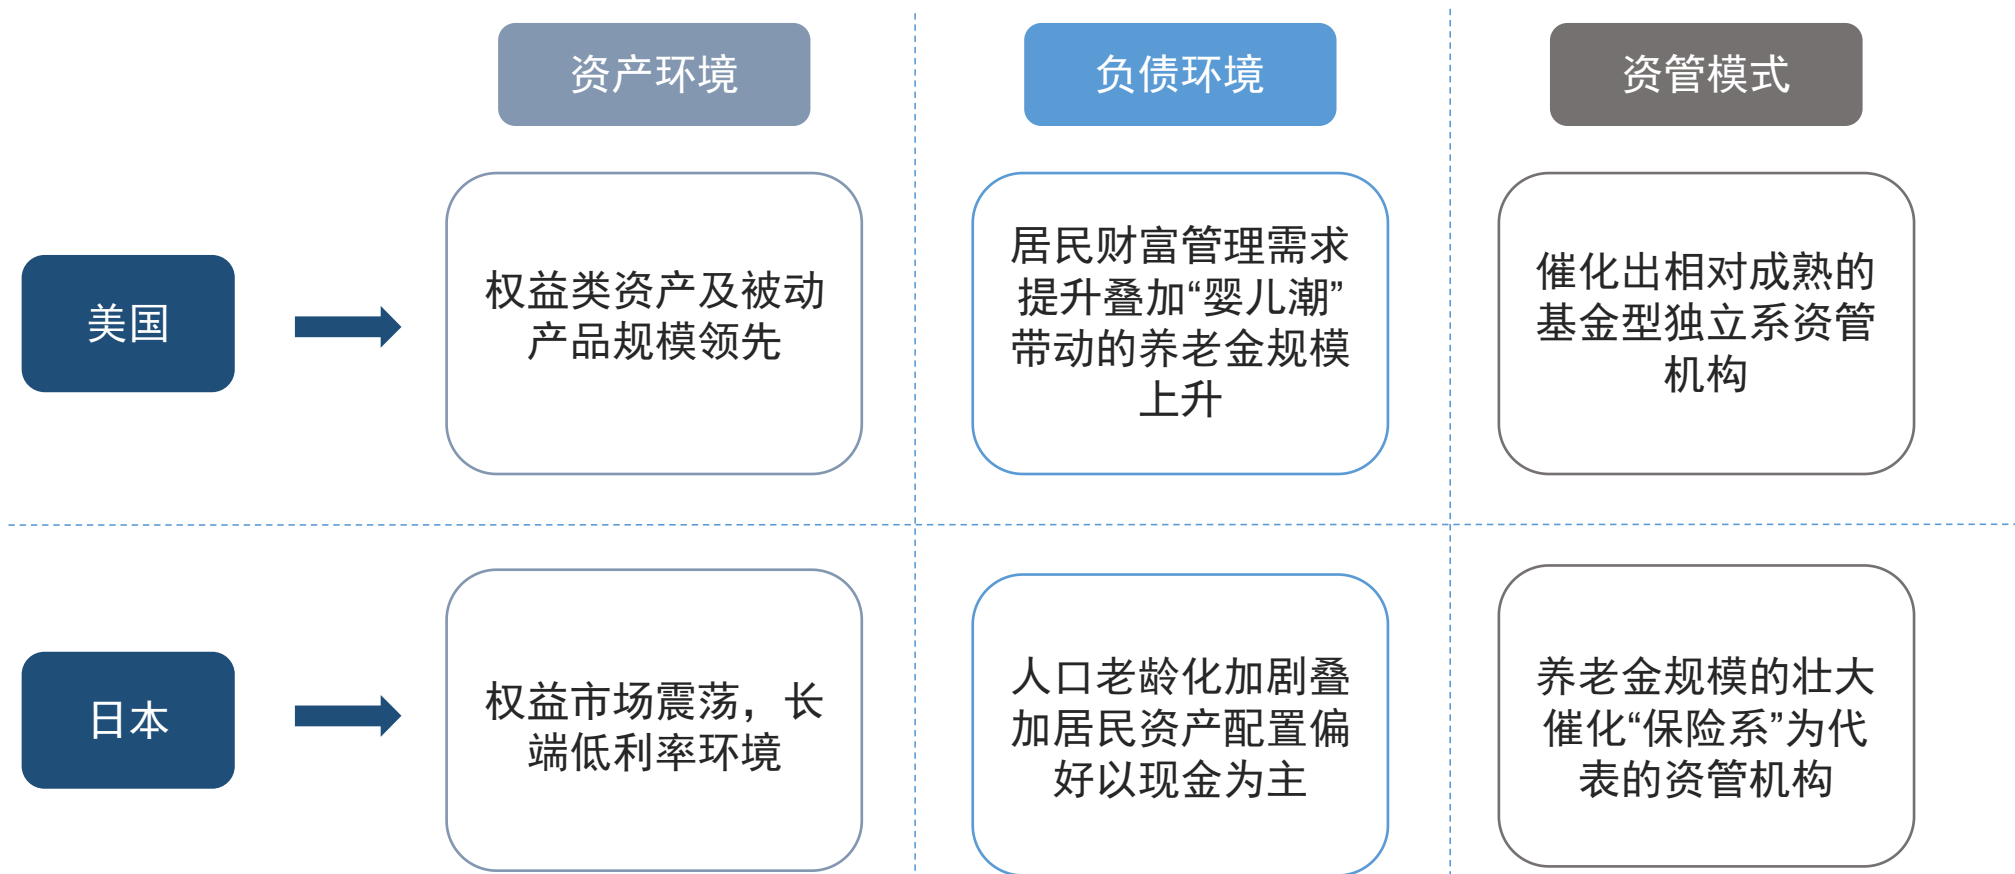 资产环境
负债环境
资管模式
美国
权益类资产及被动
产品规模领先
居民财富管理需求
提升叠加“婴儿潮”
带动的养老金规模
上升
催化出相对成熟的
基金型独立系资管
机构
日本
权益市场震荡，长
端低利率环境
人口老龄化加剧叠
加居民资产配置偏
好以现金为主
养老金规模的壮大
催化“保险系”为代
表的资管机构